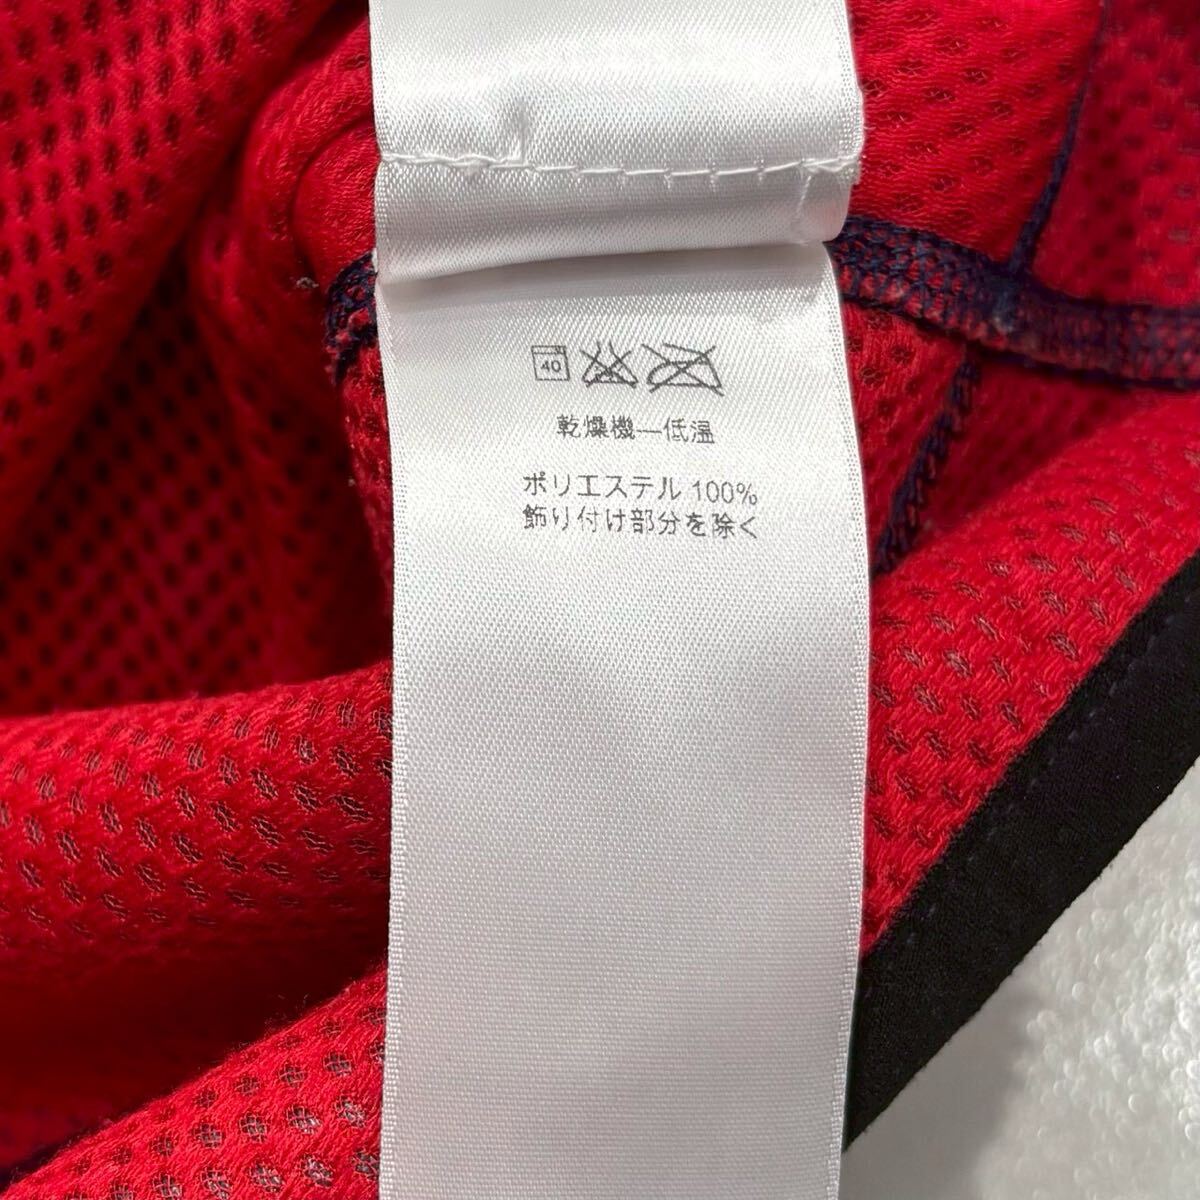 40
乾燥機—低温
ポリエステル 100%
飾り付け部分を除く